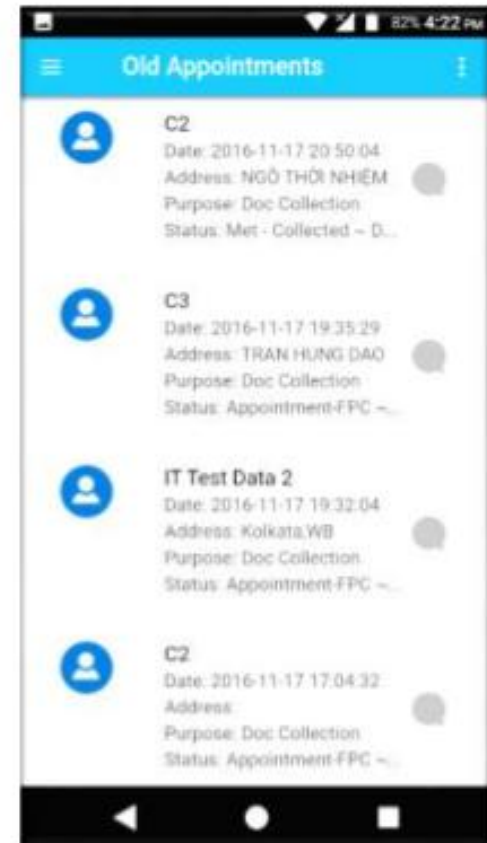 82% 4:22 PM
Old Appointments
C2
Date: 2016-11-17 20:50:04
Address: NGÔ THỜI NHIỆM
Purpose: Doc Collection
Status: Met - Collected ~ D...
C3
Date: 2016-11-17 19:35:29
Address: TRAN HUNG DAO
Purpose: Doc Collection
Status: Appointment-FPC ~...
IT Test Data 2
Date: 2016-11-17 19:32:04
Address: Kolkata,WB
Purpose: Doc Collection
Status: Appointment-FPC ~...
C2
Date: 2016-11-17 17:04:32
Address:
Purpose: Doc Collection
Status: Appointment-FPC ~...